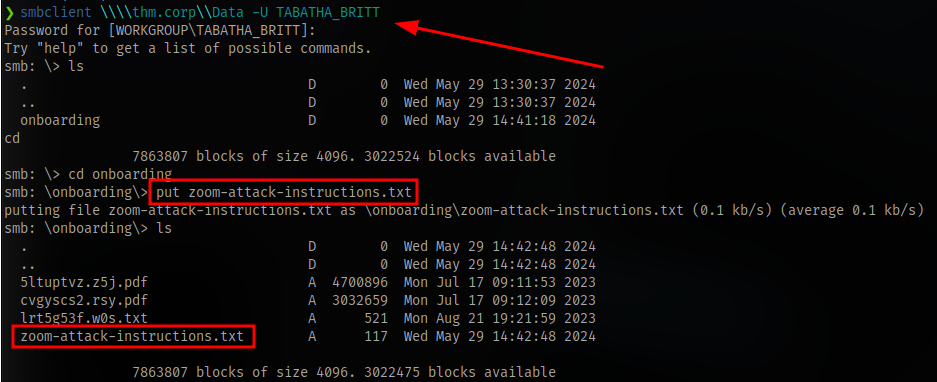 ❯ smbclient \\\\thm.corp\\Data -U TABATHA_BRITT
Password for [WORKGROUP\TABATHA_BRITT]:
Try "help" to get a list of possible commands.
smb: \> ls
  .                                   D        0  Wed May 29 13:30:37 2024
  ..                                  D        0  Wed May 29 13:30:37 2024
  onboarding                          D        0  Wed May 29 14:41:18 2024
cd
                7863807 blocks of size 4096. 3022524 blocks available
smb: \> cd onboarding
smb: \onboarding\> put zoom-attack-instructions.txt
putting file zoom-attack-instructions.txt as \onboarding\zoom-attack-instructions.txt (0.1 kb/s) (average 0.1 kb/s)
smb: \onboarding\> ls
  .                                   D        0  Wed May 29 14:42:48 2024
  ..                                  D        0  Wed May 29 14:42:48 2024
  5ltuptvz.z5j.pdf                    A  4700896  Mon Jul 17 09:11:53 2023
  cvgyscs2.rsy.pdf                    A  3032659  Mon Jul 17 09:12:09 2023
  lrt5g53f.w0s.txt                    A      521  Mon Aug 21 19:21:59 2023
  zoom-attack-instructions.txt        A      117  Wed May 29 14:42:48 2024
                7863807 blocks of size 4096. 3022475 blocks available